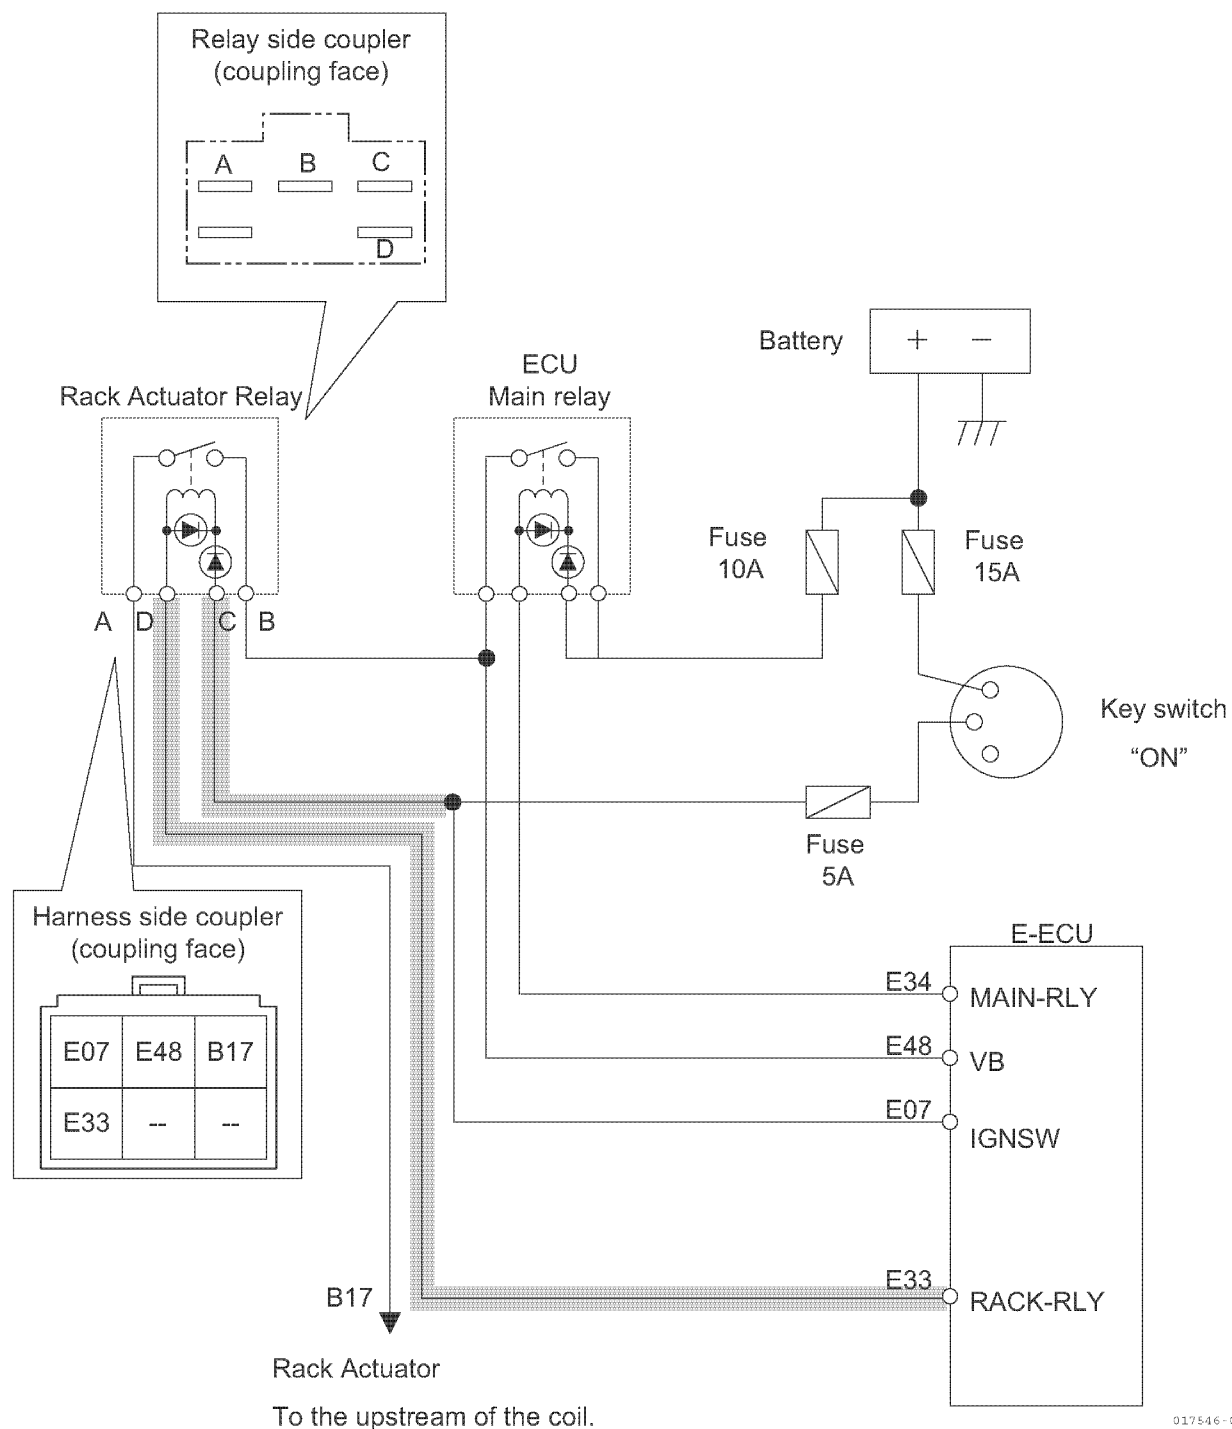 Relay side coupler
(coupling face)
A B C
D
Battery
+ −
ECU
Main relay
Rack Actuator Relay
Fuse
10A
Fuse
15A
A D C B
Key switch
“ON”
Fuse
5A
Harness side coupler
(coupling face)
E07 E48 B17
E33 -- --
E-ECU
E34 MAIN-RLY
E48 VB
E07 IGNSW
E33 RACK-RLY
B17
Rack Actuator
To the upstream of the coil.